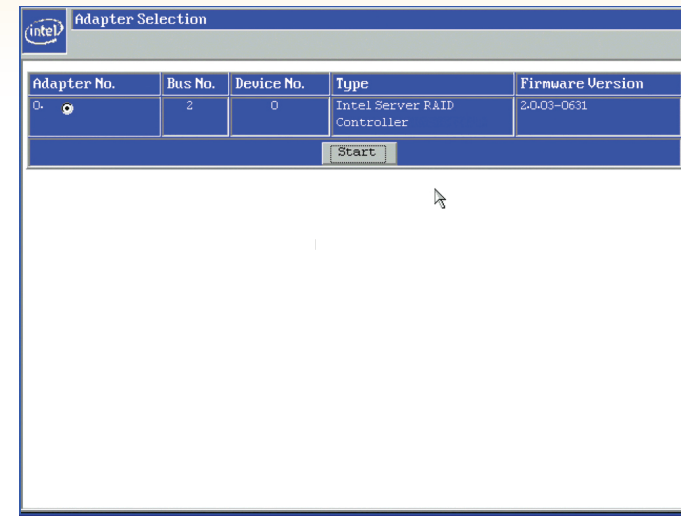 intel
Adapter Selection
Adapter No. Bus No. Device No. Type Firmware Version
0. 2 0 Intel Server RAID Controller 2.0.03-0631
Start